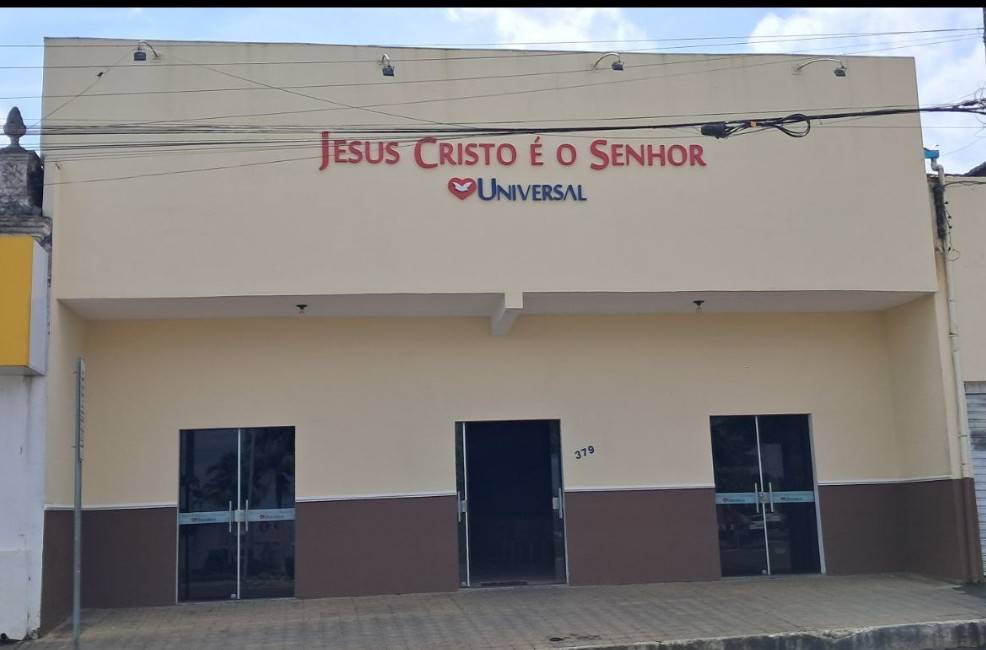 JESUS CRISTO É O SENHOR
UNIVERSAL
379